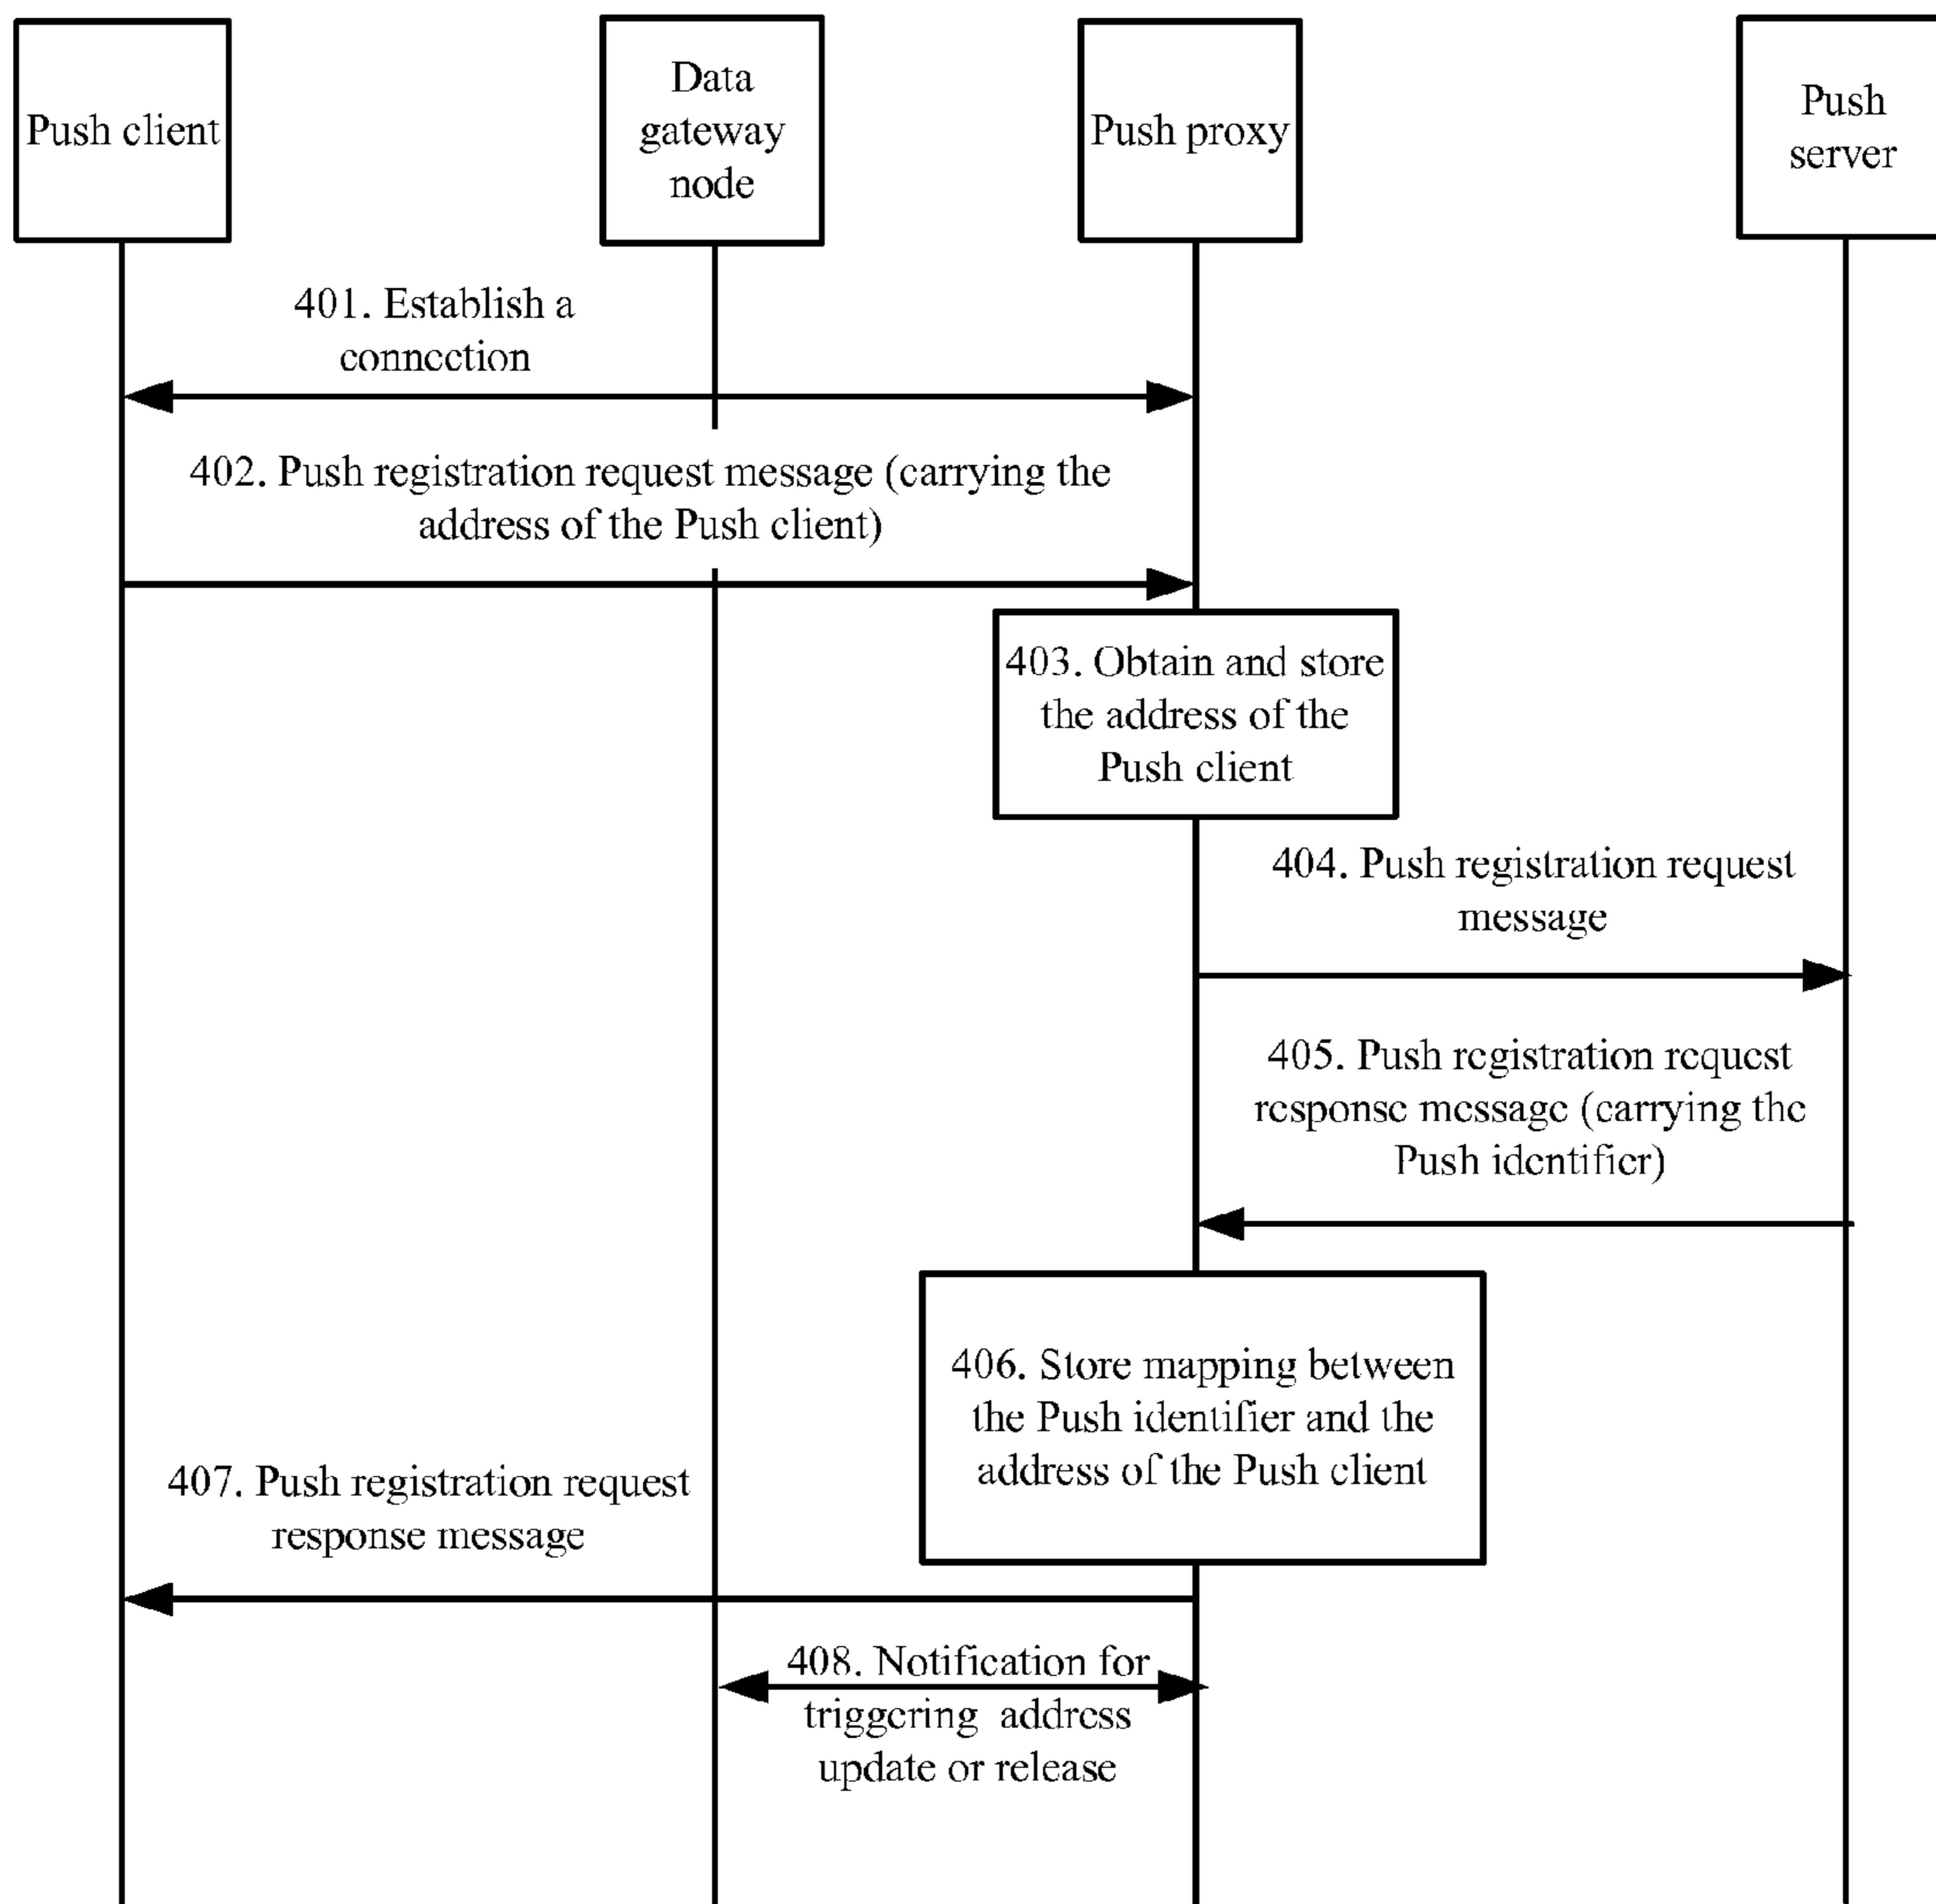 Push client
Data
gateway
node
Push proxy
Push
server
401. Establish a
connection
402. Push registration request message (carrying the
address of the Push client)
403. Obtain and store
the address of the
Push client
404. Push registration request
message
405. Push registration request
response message (carrying the
Push identifier)
406. Store mapping between
the Push identifier and the
address of the Push client
407. Push registration request
response message
408. Notification for
triggering address
update or release